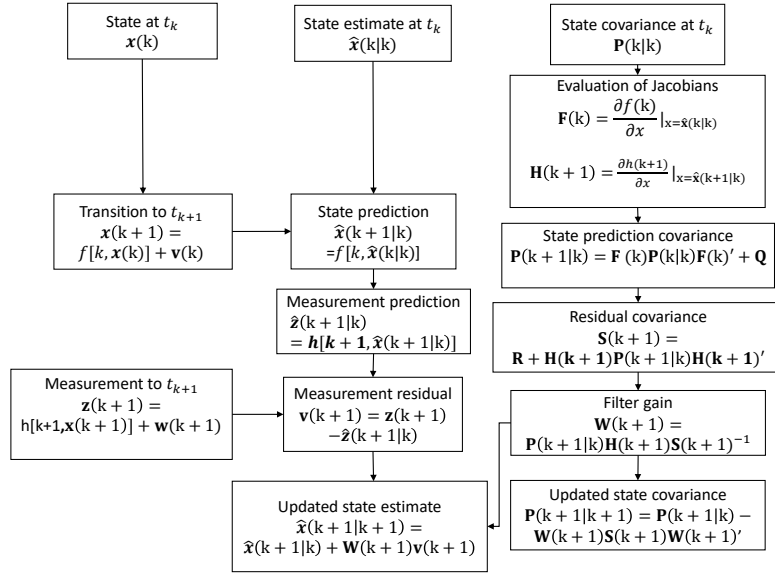 State at t_k
x(k)
State estimate at t_k
x̂(k|k)
State covariance at t_k
P(k|k)
Evaluation of Jacobians
F(k) = ∂f(k)/∂x |x=x̂(k|k)
H(k + 1) = ∂h(k+1)/∂x |x=x̂(k+1|k)
Transition to t_{k+1}
x(k + 1) =
f[k, x(k)] + v(k)
State prediction
x̂(k + 1|k)
=f[k, x̂(k|k)]
State prediction covariance
P(k + 1|k) = F (k)P(k|k)F(k)′ + Q
Measurement prediction
ẑ(k + 1|k)
= h[k + 1, x̂(k + 1|k)]
Residual covariance
S(k + 1) =
R + H(k + 1)P(k + 1|k)H(k + 1)′
Measurement to t_{k+1}
z(k + 1) =
h[k+1,x(k + 1)] + w(k + 1)
Measurement residual
v(k + 1) = z(k + 1)
−ẑ(k + 1|k)
Filter gain
W(k + 1) =
P(k + 1|k)H(k + 1)S(k + 1)⁻¹
Updated state estimate
x̂(k + 1|k + 1) =
x̂(k + 1|k) + W(k + 1)v(k + 1)
Updated state covariance
P(k + 1|k + 1) = P(k + 1|k) −
W(k + 1)S(k + 1)W(k + 1)′